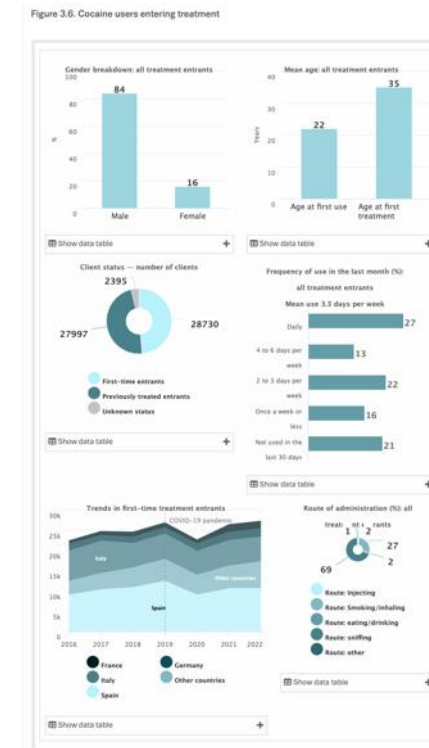 Figure 3.6. Cocaine users entering treatment
Gender breakdown: all treatment entrants
%
100
80
60
40
20
0
84
16
Male Female
Show data table +
Mean age: all treatment entrants
Years
40
30
20
10
0
22
35
Age at first use
Age at first
treatment
Show data table +
Client status — number of clients
2395
27997
28730
First-time entrants
Previously treated entrants
Unknown status
Show data table +
Frequency of use in the last month (%):
all treatment entrants
Mean use 3.3 days per week
Daily 27
4 to 6 days per
week
13
2 to 3 days per
week
22
Once a week or
less
16
Not used in the
last 30 days
21
Show data table +
Trends in first-time treatment entrants
30k
25k
20k
15k
10k
5k
0
COVID-19 pandemic
Italy
Other countries
Spain
2016 2017 2018 2019 2020 2021 2022
France Germany
Italy Other countries
Spain
Show data table +
Route of administration (%): all
1 2
27
2
69
Route: Injecting
Route: Smoking/inhaling
Route: eating/drinking
Route: sniffing
Route: other
Show data table +